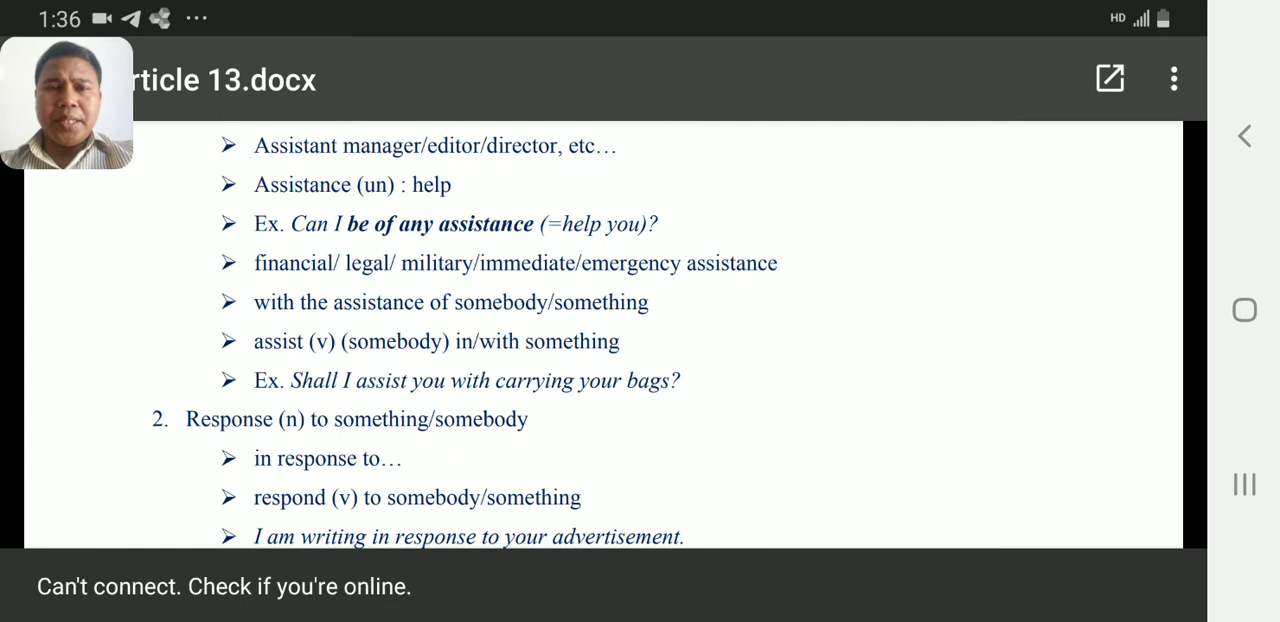 1:36 HD
rticle 13.docx
➢ Assistant manager/editor/director, etc…
➢ Assistance (un) : help
➢ Ex. Can I be of any assistance (=help you)?
➢ financial/ legal/ military/immediate/emergency assistance
➢ with the assistance of somebody/something
➢ assist (v) (somebody) in/with something
➢ Ex. Shall I assist you with carrying your bags?
2. Response (n) to something/somebody
➢ in response to…
➢ respond (v) to somebody/something
➢ I am writing in response to your advertisement.
Can't connect. Check if you're online.